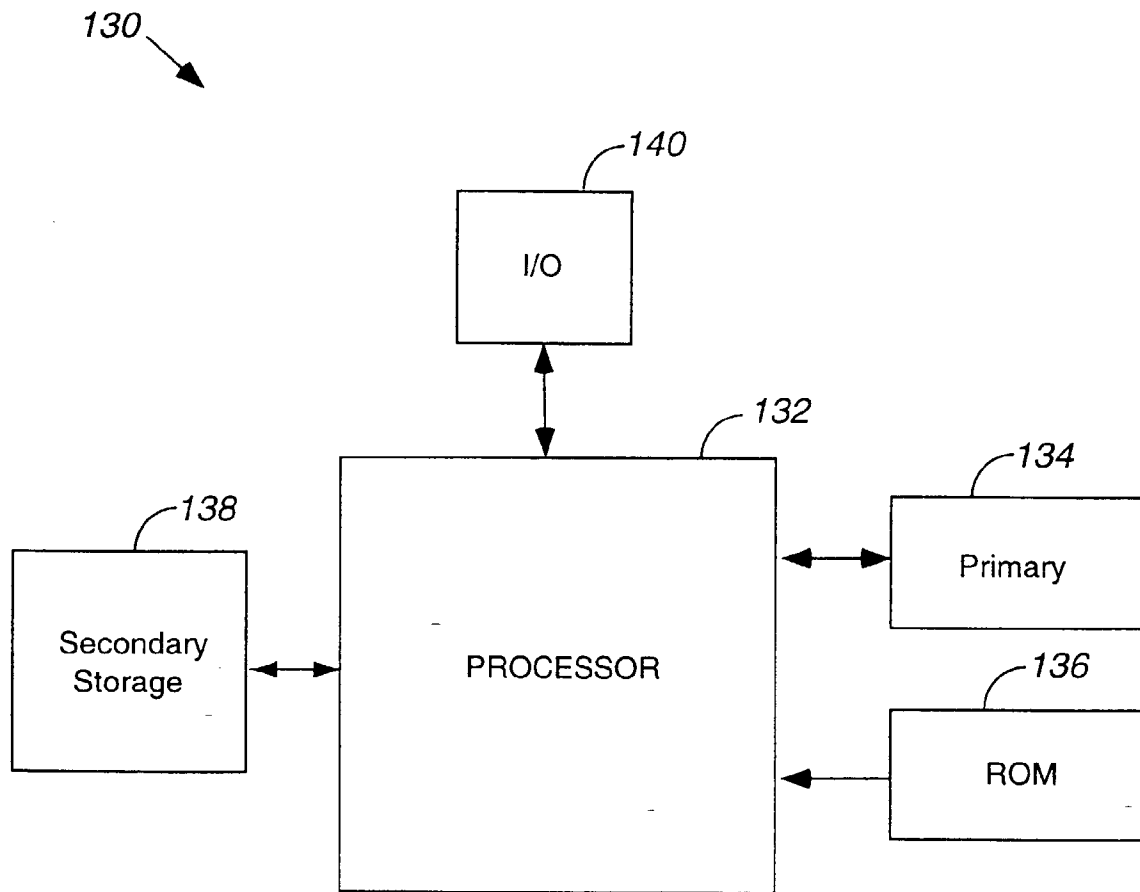 130
140
I/O
132
134
138
Primary
Secondary
Storage
PROCESSOR
136
ROM